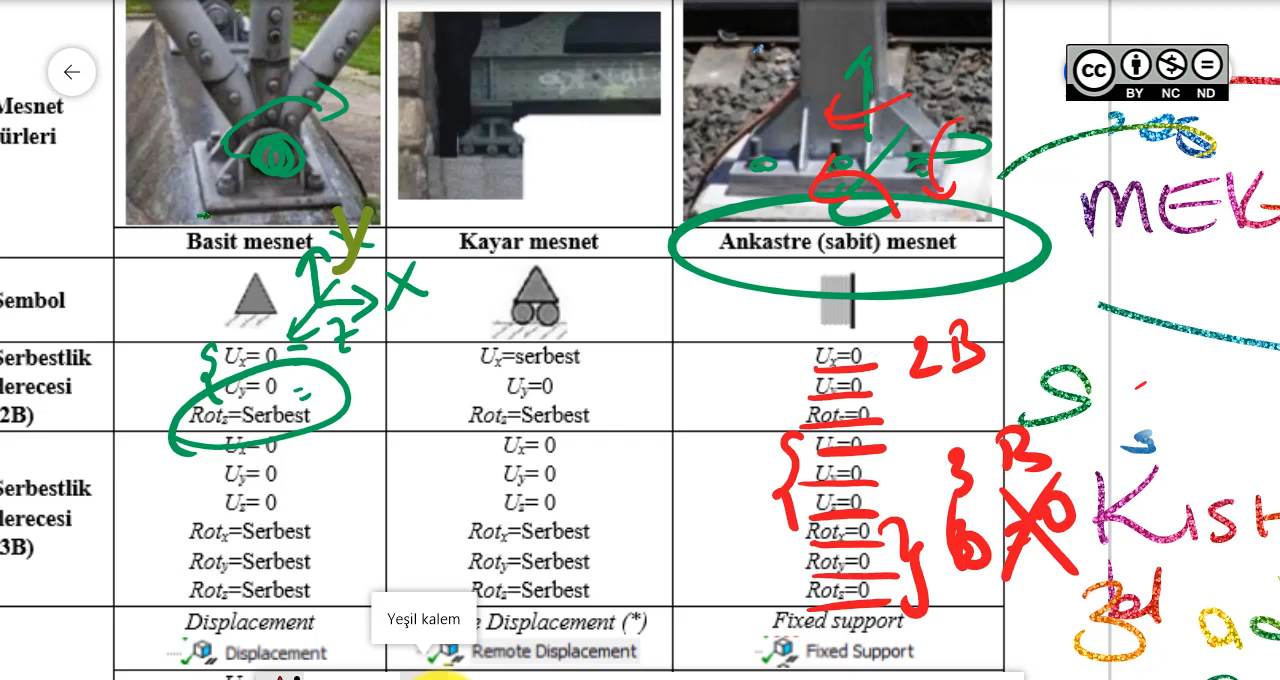 Mesnet
ürleri
Basit mesnet
Kayar mesnet
Ankastre (sabit) mesnet
cc
BY NC ND
MEK
y
X
z
Sembol
Serbestlik
derecesi
2B)
Ux= 0
Uy= 0
Rotz=Serbest
Ux=serbest
Uy=0
Rotz=Serbest
Ux=0
Uy=0
Rotz=0
2B
Serbestlik
derecesi
3B)
Ux= 0
Uy= 0
Uz= 0
Rotx=Serbest
Roty=Serbest
Rotz=Serbest
Ux= 0
Uy= 0
Uz= 0
Rotx=Serbest
Roty=Serbest
Rotz=Serbest
Ux=0
Uy=0
Uz=0
Rotx=0
Roty=0
Rotz=0
3B
6
KISI
Displacement
Displacement
Yeşil kalem
e Displacement (*)
Remote Displacement
Fixed support
Fixed Support